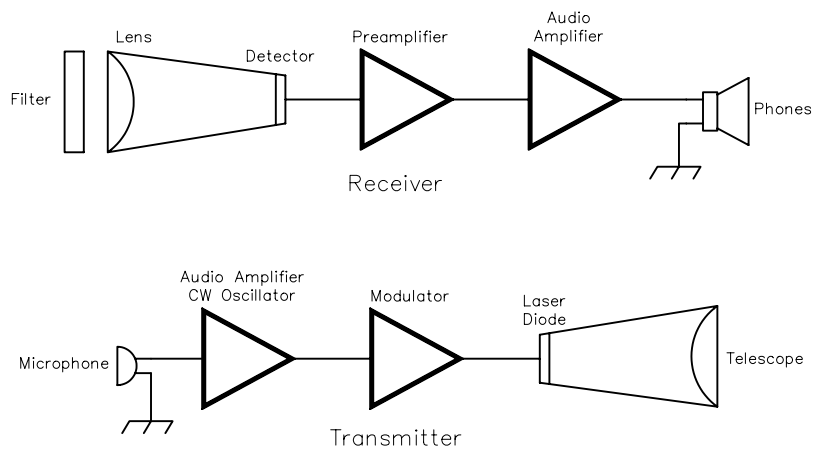 Lens
Detector
Preamplifier
Audio
Amplifier
Filter
Phones
Receiver
Audio Amplifier
CW Oscillator
Modulator
Laser
Diode
Microphone
Telescope
Transmitter